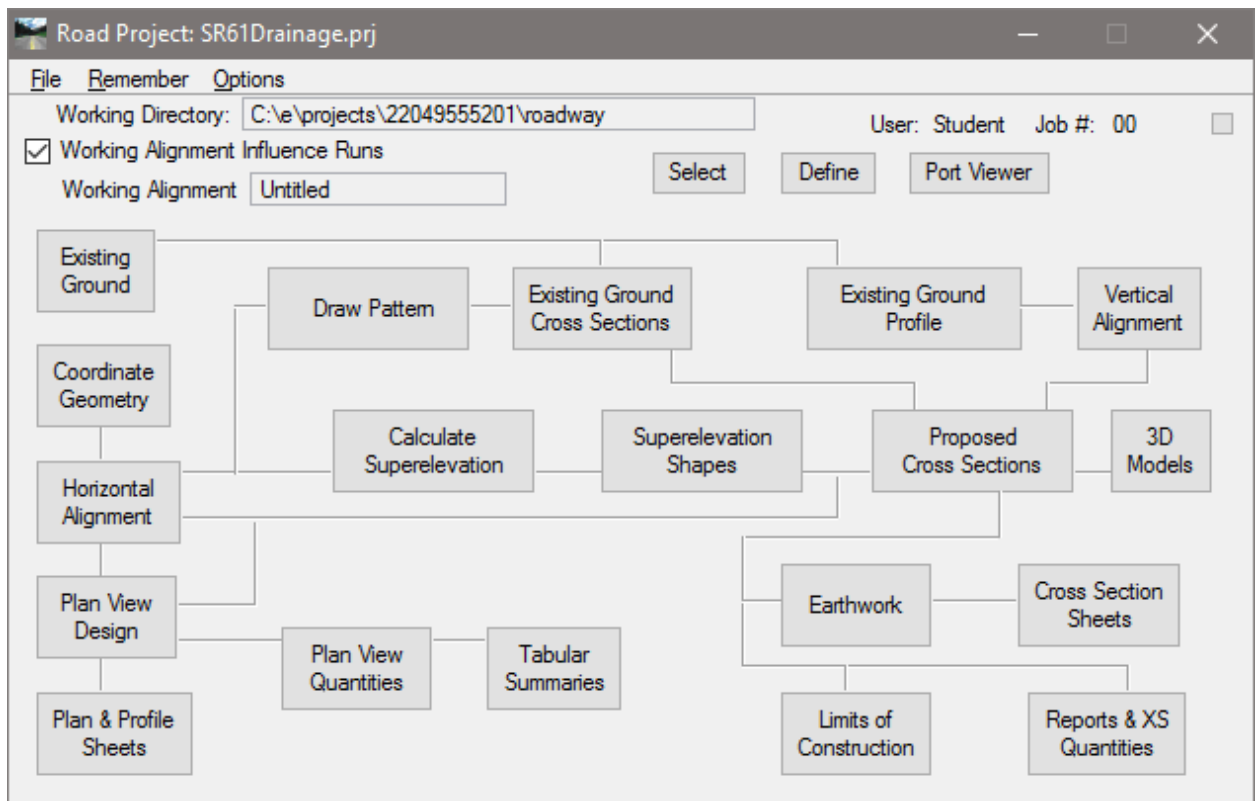 Road Project: SR61Drainage.prj
File Remember Options
Working Directory: C:\e\projects\22049555201\roadway
User: Student Job #: 00
Working Alignment Influence Runs
Working Alignment Untitled
Select Define Port Viewer
Existing
Ground
Draw Pattern
Existing Ground
Cross Sections
Existing Ground
Profile
Vertical
Alignment
Coordinate
Geometry
Calculate
Superelevation
Superelevation
Shapes
Proposed
Cross Sections
3D
Models
Horizontal
Alignment
Plan View
Design
Earthwork
Cross Section
Sheets
Plan View
Quantities
Tabular
Summaries
Plan & Profile
Sheets
Limits of
Construction
Reports & XS
Quantities